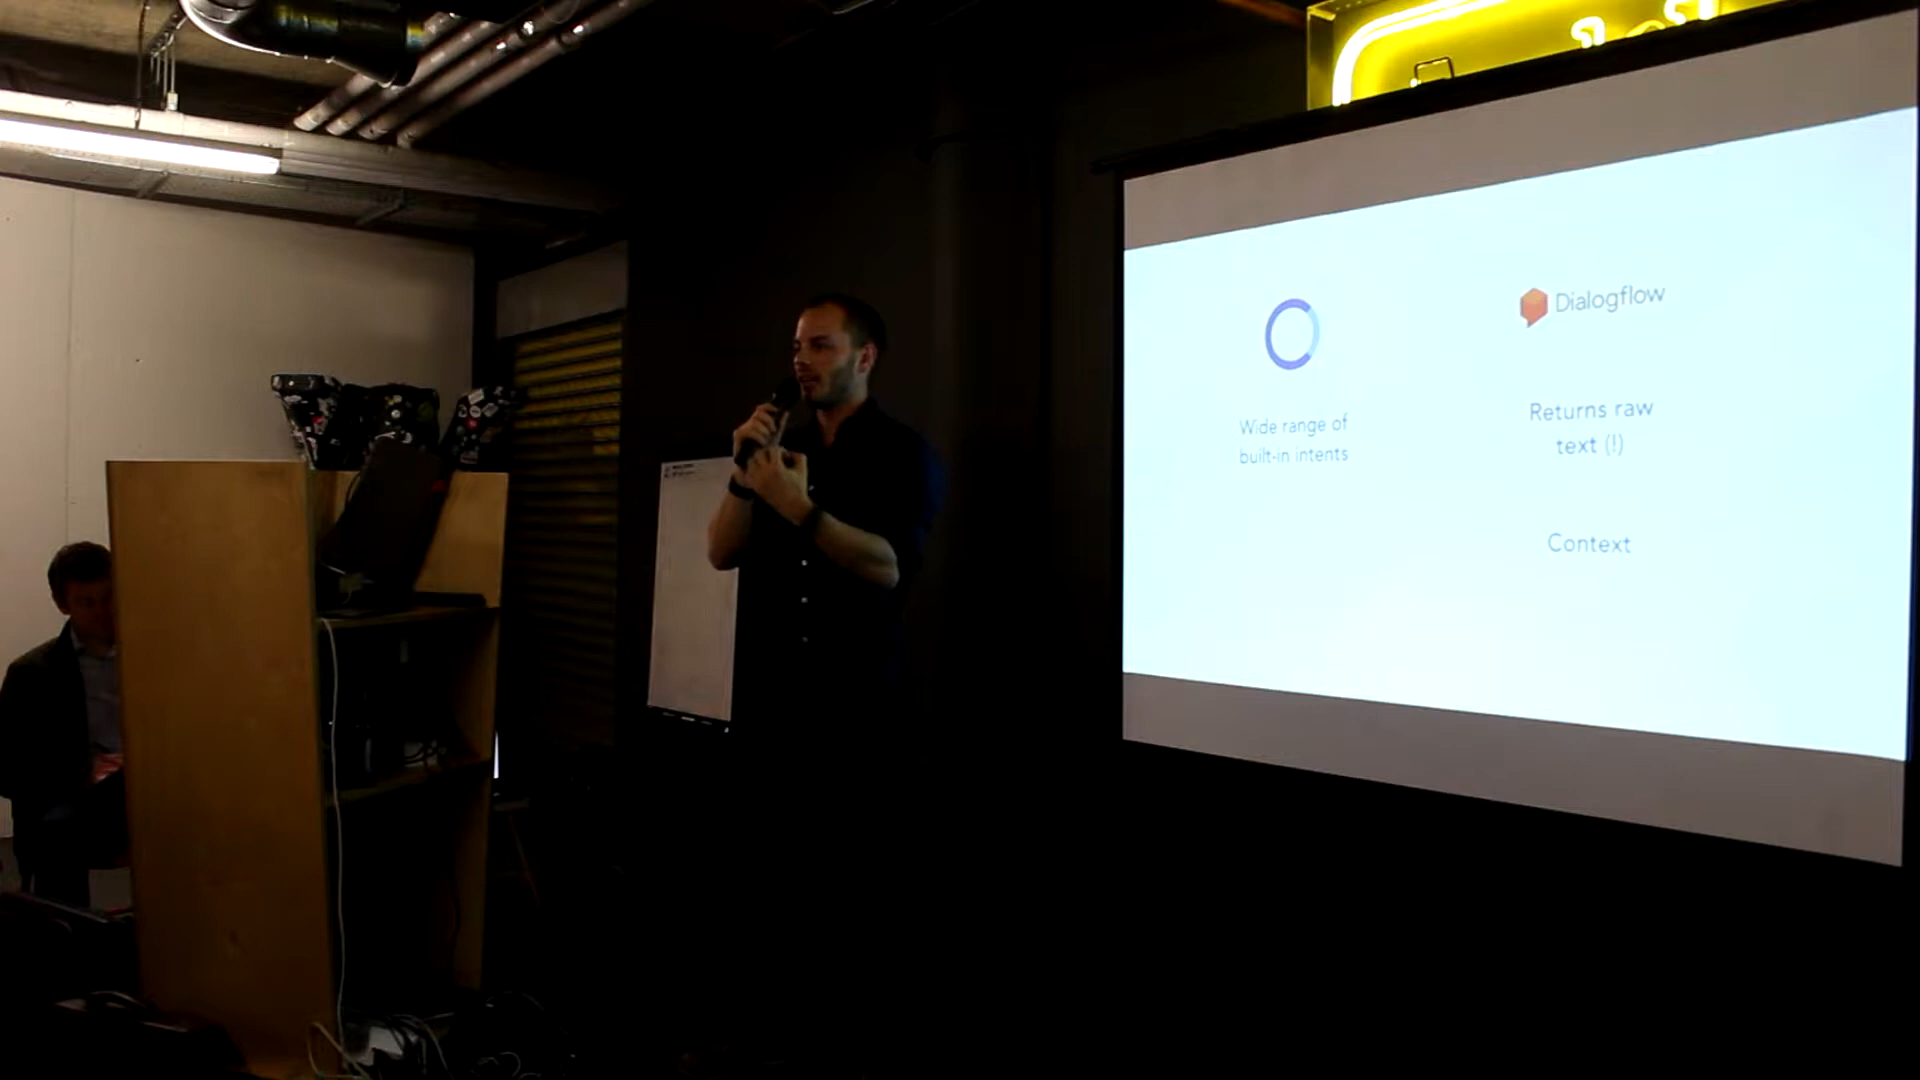 Dialogflow
Wide range of
built-in intents
Returns raw
text (!)
Context